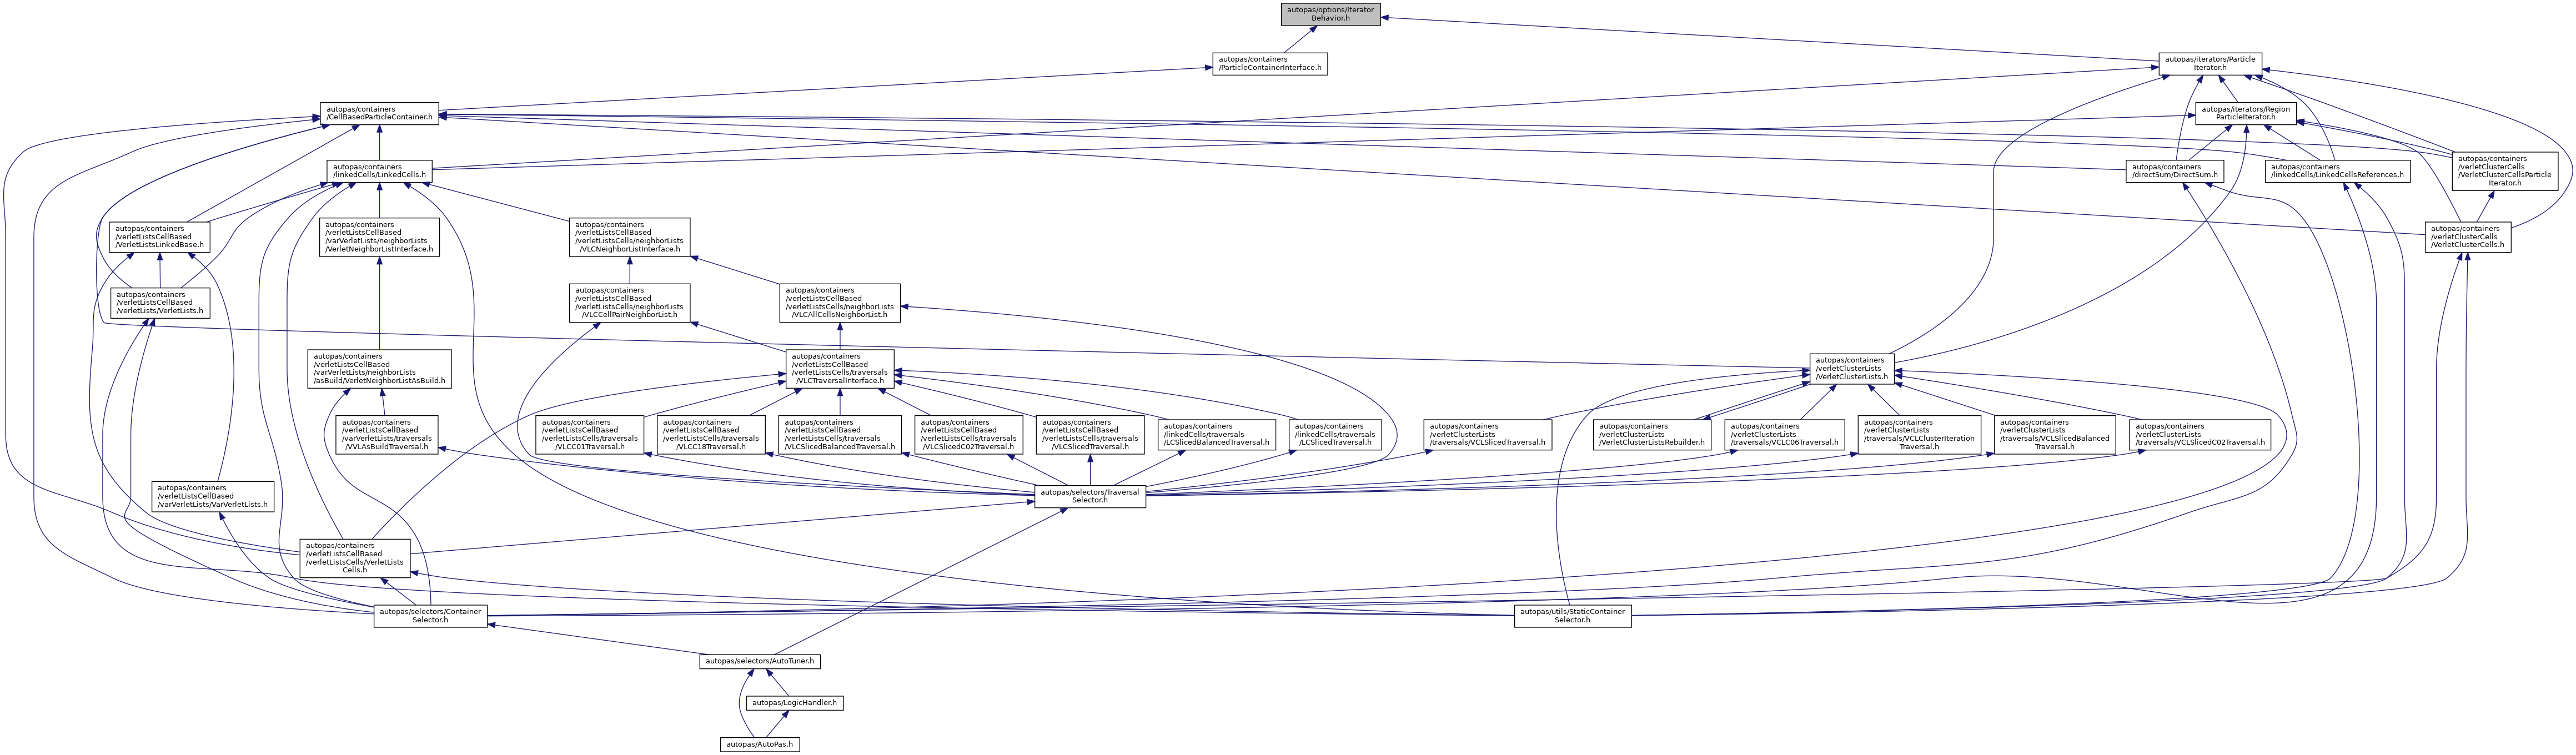 autopas/options/Iterator
Behavior.h
autopas/containers
/ParticleContainerInterface.h
autopas/iterators/Particle
Iterator.h
autopas/containers
/CellBasedParticleContainer.h
autopas/iterators/Region
ParticleIterator.h
autopas/containers
/linkedCells/LinkedCells.h
autopas/containers
/directSum/DirectSum.h
autopas/containers
/linkedCells/LinkedCellsReferences.h
autopas/containers
/verletClusterCells
/VerletClusterCellsParticle
Iterator.h
autopas/containers
/verletListsCellBased
/VerletListsLinkedBase.h
autopas/containers
/verletListsCellBased
/varVerletLists/neighborLists
/VerletNeighborListInterface.h
autopas/containers
/verletListsCellBased
/verletListsCells/neighborLists
/VLCNeighborListInterface.h
autopas/containers
/verletClusterCells
/VerletClusterCells.h
autopas/containers
/verletListsCellBased
/verletLists/VerletLists.h
autopas/containers
/verletListsCellBased
/verletListsCells/neighborLists
/VLCCellPairNeighborList.h
autopas/containers
/verletListsCellBased
/verletListsCells/neighborLists
/VLCAllCellsNeighborList.h
autopas/containers
/verletListsCellBased
/varVerletLists/neighborLists
/asBuild/VerletNeighborListAsBuild.h
autopas/containers
/verletListsCellBased
/verletListsCells/traversals
/VLCTraversalInterface.h
autopas/containers
/verletClusterLists
/VerletClusterLists.h
autopas/containers
/verletListsCellBased
/varVerletLists/traversals
/VVLAsBuildTraversal.h
autopas/containers
/verletListsCellBased
/verletListsCells/traversals
/VLCC01Traversal.h
autopas/containers
/verletListsCellBased
/verletListsCells/traversals
/VLCC18Traversal.h
autopas/containers
/verletListsCellBased
/verletListsCells/traversals
/VLCSlicedBalancedTraversal.h
autopas/containers
/verletListsCellBased
/verletListsCells/traversals
/VLCSlicedC02Traversal.h
autopas/containers
/verletListsCellBased
/verletListsCells/traversals
/VLCSlicedTraversal.h
autopas/containers
/linkedCells/traversals
/LCSlicedBalancedTraversal.h
autopas/containers
/linkedCells/traversals
/LCSlicedTraversal.h
autopas/containers
/verletClusterLists
/traversals/VCLSlicedTraversal.h
autopas/containers
/verletClusterLists
/VerletClusterListsRebuilder.h
autopas/containers
/verletClusterLists
/traversals/VCLC06Traversal.h
autopas/containers
/verletClusterLists
/traversals/VCLClusterIteration
Traversal.h
autopas/containers
/verletClusterLists
/traversals/VCLSlicedBalanced
Traversal.h
autopas/containers
/verletClusterLists
/traversals/VCLSlicedC02Traversal.h
autopas/containers
/verletListsCellBased
/varVerletLists/VarVerletLists.h
autopas/selectors/Traversal
Selector.h
autopas/containers
/verletListsCellBased
/verletListsCells/VerletLists
Cells.h
autopas/selectors/Container
Selector.h
autopas/utils/StaticContainer
Selector.h
autopas/selectors/AutoTuner.h
autopas/LogicHandler.h
autopas/AutoPas.h